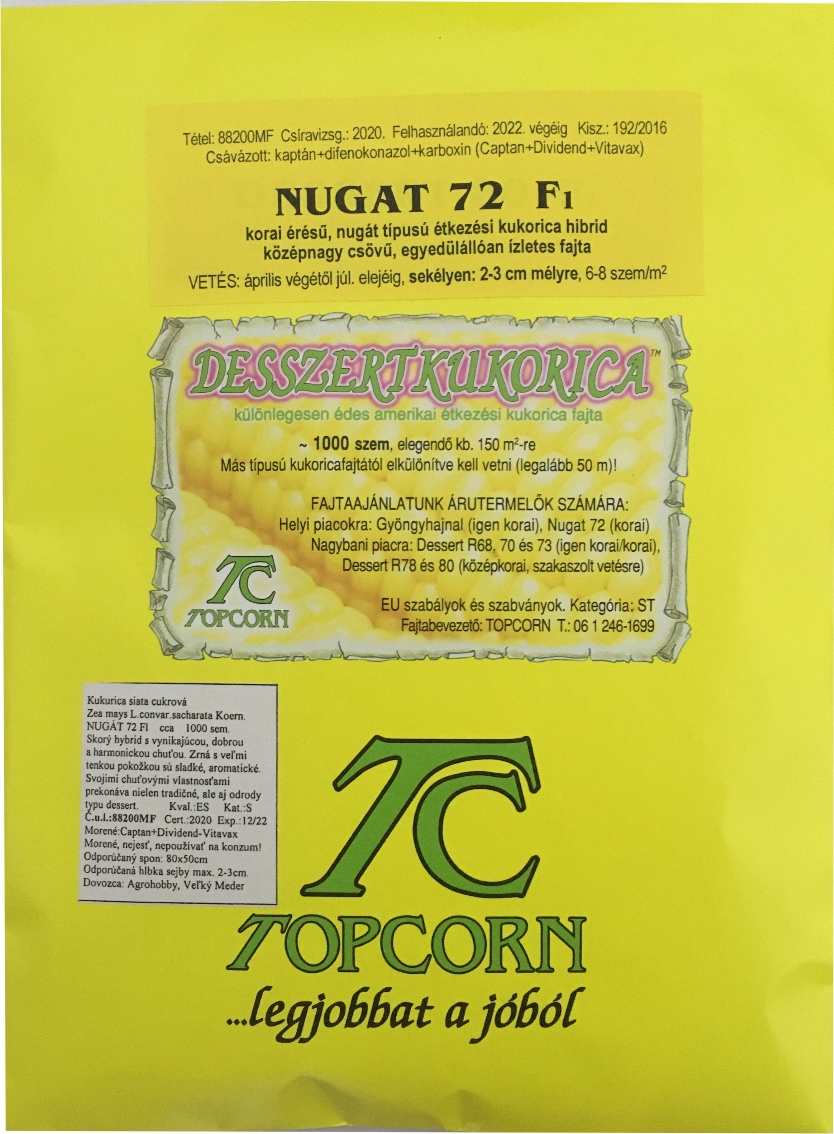 Tétel: 88200MF Csíravizsg.: 2020. Felhasználandó: 2022. végéig Kisz.: 192/2016
Csávázott: kaptán+difenokonazol+karboxin (Captan+Dividend+Vitavax)
NUGAT 72 F1
korai érésű, nugát típusú étkezési kukorica hibrid
középnagy csövű, egyedülállóan ízletes fajta
VETÉS: április végétől júl. elejéig, sekélyen: 2-3 cm mélyre, 6-8 szem/m²
DESSZERTKUKORICA™
különlegesen édes amerikai étkezési kukorica fajta
~ 1000 szem, elegendő kb. 150 m²-re
Más típusú kukoricafajtától elkülönítve kell vetni (legalább 50 m)!
FAJTAAJÁNLATUNK ÁRUTERMELŐK SZÁMÁRA:
Helyi piacokra: Gyöngyhajnal (igen korai), Nugat 72 (korai)
Nagybani piacra: Dessert R68, 70 és 73 (igen korai/korai),
Dessert R78 és 80 (középkorai, szakaszolt vetésre)
TC
TOPCORN
EU szabályok és szabványok. Kategória: ST
Fajtabevezető: TOPCORN T.: 06 1 246-1699
Kukurica siata cukrová
Zea mays L.convar.sacharata Koern.
NUGÁT 72 Fl cca 1000 sem.
Skorý hybrid s vynikajúcou, dobrou
a harmonickou chuťou. Zrná s veľmi
tenkou pokožkou sú sladké, aromatické.
Svojimi chuťovými vlastnosťami
prekonáva nielen tradičné, ale aj odrody
typu dessert. Kval.:ES Kat.:S
Č.u.l.:88200MF Cert.:2020 Exp.:12/22
Morené:Captan+Dividend-Vitavax
Morené, nejesť, nepoužívať na konzum!
Odporúčaný spon: 80x50cm
Odporúčaná hlbka sejby max. 2-3cm.
Dovozca: Agrohobby, Veľký Meder
TC
TOPCORN
...legjobbat a jóból